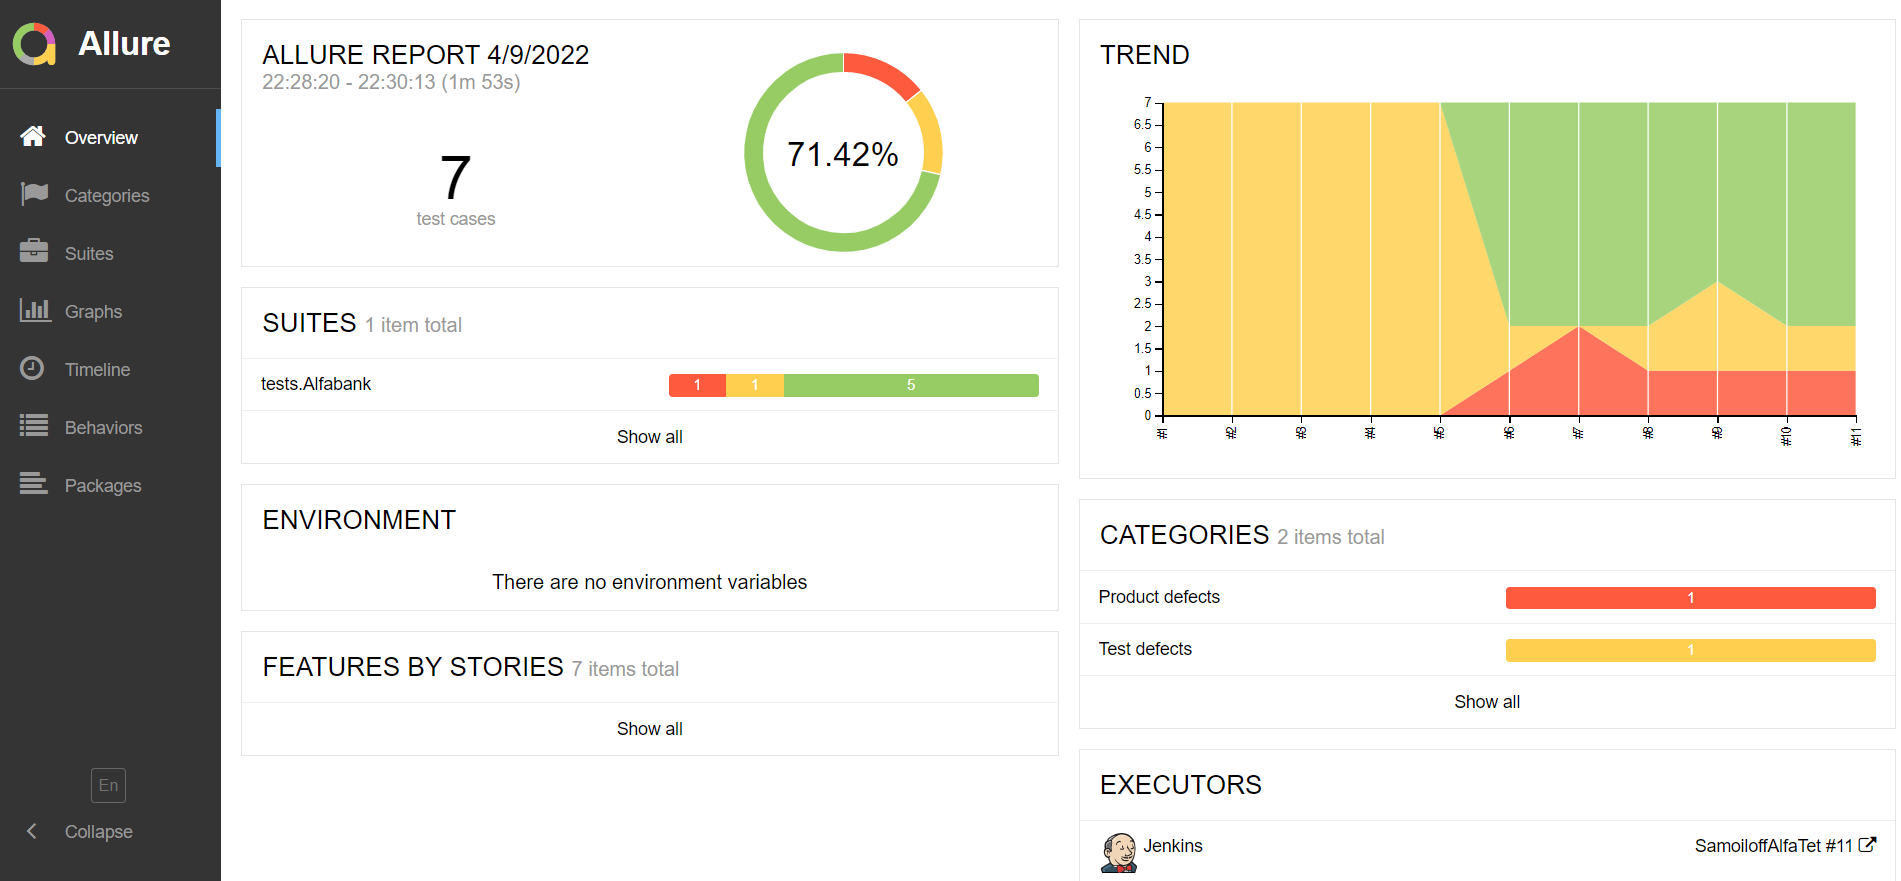 Allure
Overview
Categories
Suites
Graphs
Timeline
Behaviors
Packages
En
Collapse
ALLURE REPORT 4/9/2022
22:28:20 - 22:30:13 (1m 53s)
7
test cases
71.42%
SUITES 1 item total
tests.Alfabank
1 1 5
Show all
ENVIRONMENT
There are no environment variables
FEATURES BY STORIES 7 items total
Show all
TREND
7
6.5
6
5.5
5
4.5
4
3.5
3
2.5
2
1.5
1
0.5
0
#1 #2 #3 #4 #5 #6 #7 #8 #9 #10 #11
CATEGORIES 2 items total
Product defects 1
Test defects 1
Show all
EXECUTORS
Jenkins SamoiloffAlfaTet #11